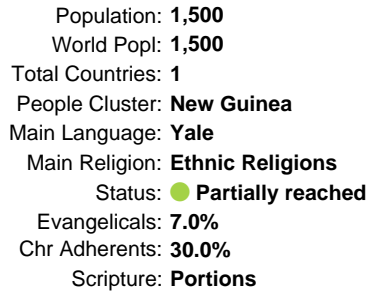 Population: 1,500
World Popl: 1,500
Total Countries: 1
People Cluster: New Guinea
Main Language: Yale
Main Religion: Ethnic Religions
Status: Partially reached
Evangelicals: 7.0%
Chr Adherents: 30.0%
Scripture: Portions